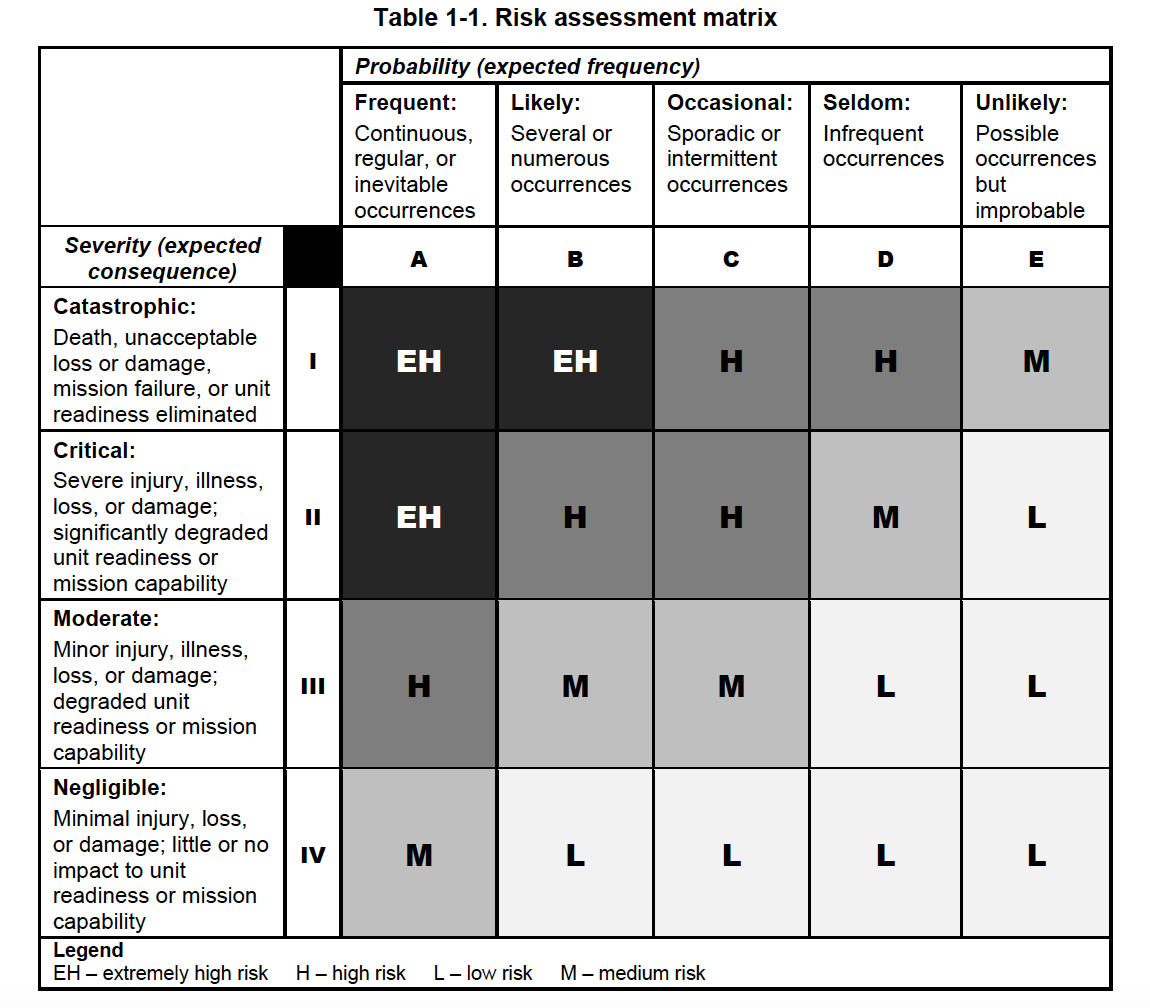 Table 1-1. Risk assessment matrix
Probability (expected frequency)
Frequent:
Continuous,
regular, or
inevitable
occurrences
Likely:
Several or
numerous
occurrences
Occasional:
Sporadic or
intermittent
occurrences
Seldom:
Infrequent
occurrences
Unlikely:
Possible
occurrences
but
improbable
Severity (expected
consequence)
A B C D E
Catastrophic:
Death, unacceptable
loss or damage,
mission failure, or unit
readiness eliminated
I EH EH H H M
Critical:
Severe injury, illness,
loss, or damage;
significantly degraded
unit readiness or
mission capability
II EH H H M L
Moderate:
Minor injury, illness,
loss, or damage;
degraded unit
readiness or mission
capability
III H M M L L
Negligible:
Minimal injury, loss,
or damage; little or no
impact to unit
readiness or mission
capability
IV M L L L L
Legend
EH – extremely high risk H – high risk L – low risk M – medium risk